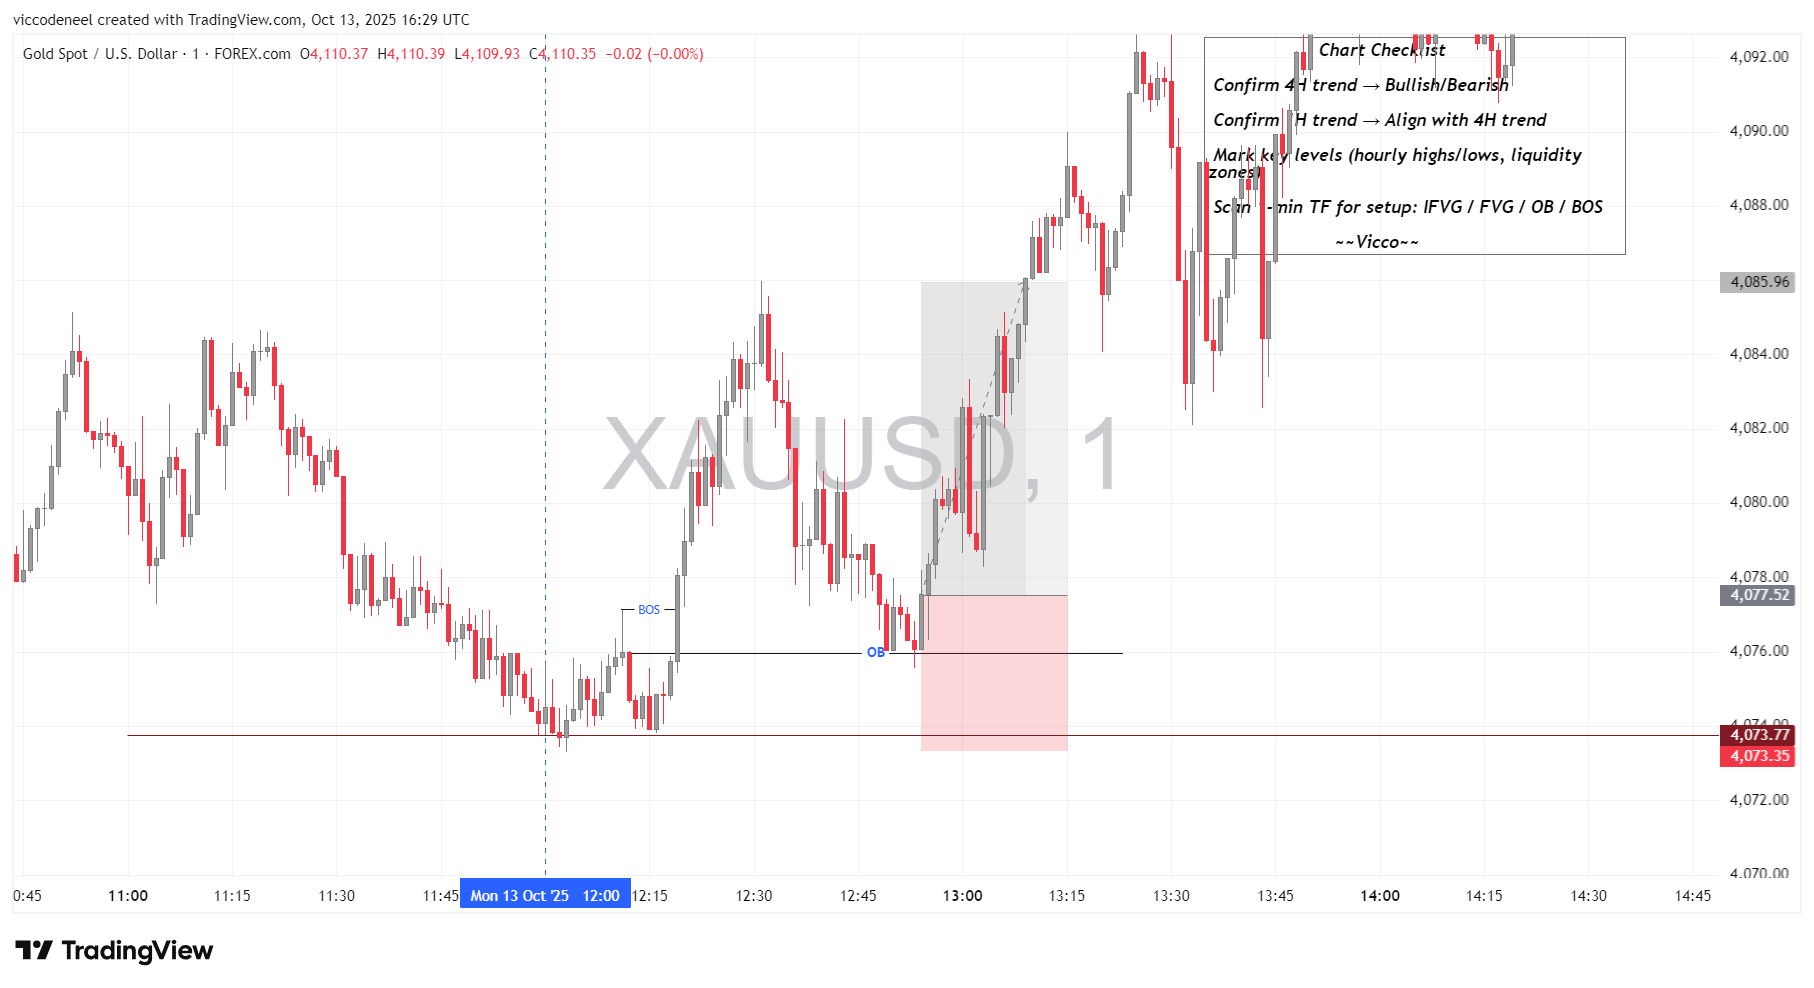 viccodeneel created with TradingView.com, Oct 13, 2025 16:29 UTC
Gold Spot / U.S. Dollar · 1 · FOREX.com O4,110.37 H4,110.39 L4,109.93 C4,110.35 −0.02 (−0.00%)
Chart Checklist
Confirm 4H trend → Bullish/Bearish
Confirm H trend → Align with 4H trend
Mark key levels (hourly highs/lows, liquidity
zones)
Scan -min TF for setup: IFVG / FVG / OB / BOS
~~Vicco~~
XAUUSD, 1
BOS
OB
4,092.00
4,090.00
4,088.00
4,085.96
4,084.00
4,082.00
4,080.00
4,078.00
4,077.52
4,076.00
4,074.00
4,073.77
4,073.35
4,072.00
4,070.00
0:45 11:00 11:15 11:30 11:45 Mon 13 Oct '25 12:00 12:15 12:30 12:45 13:00 13:15 13:30 13:45 14:00 14:15 14:30 14:45
TradingView